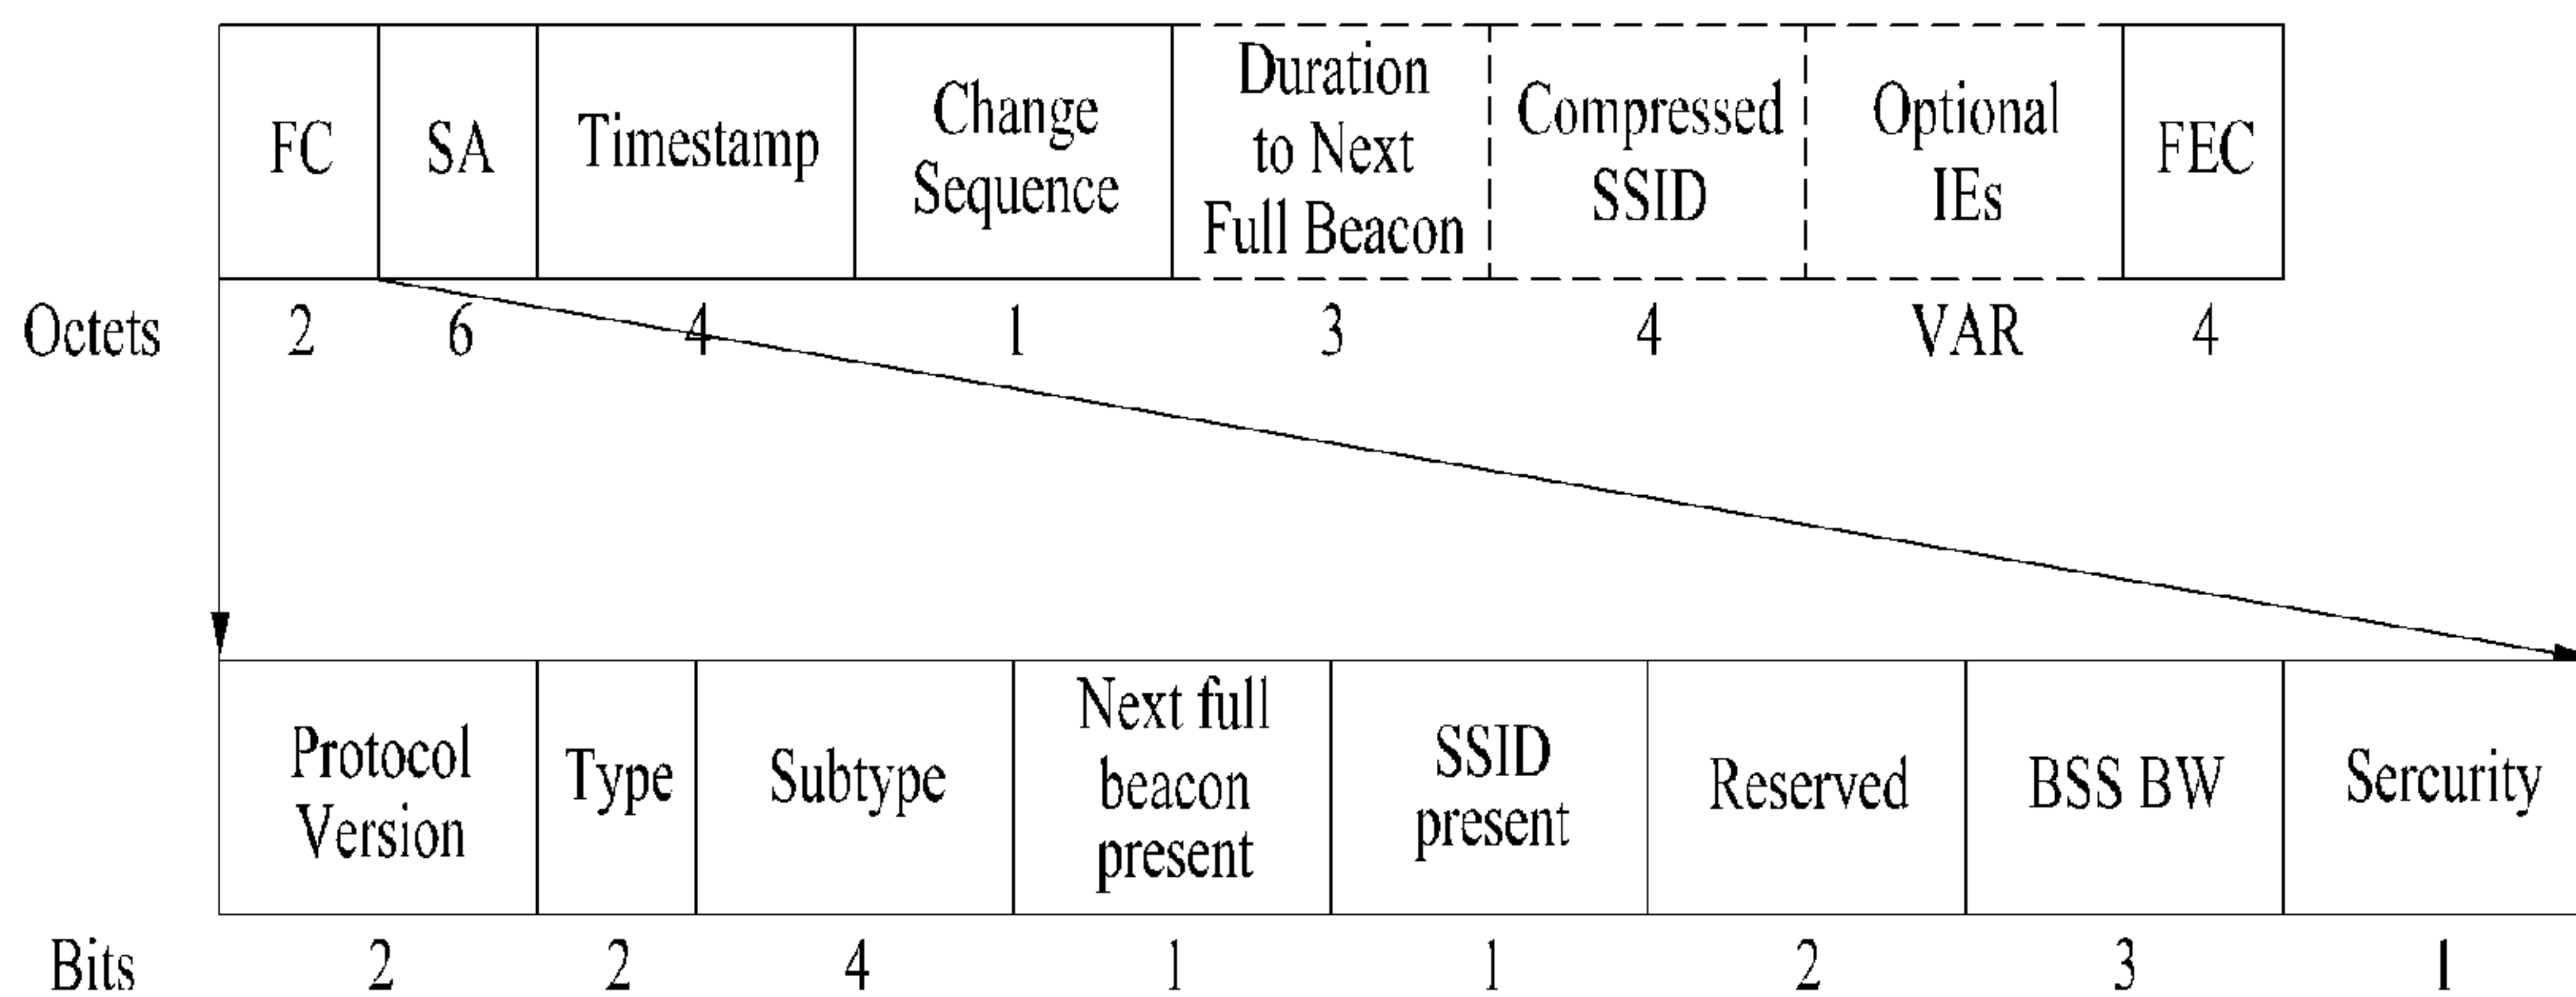 FC SA Timestamp Change Sequence Duration to Next Full Beacon Compressed SSID Optional IEs FEC
Octets 2 6 4 1 3 4 VAR 4
Protocol Version Type Subtype Next full beacon present SSID present Reserved BSS BW Sercurity
Bits 2 2 4 1 1 2 3 1